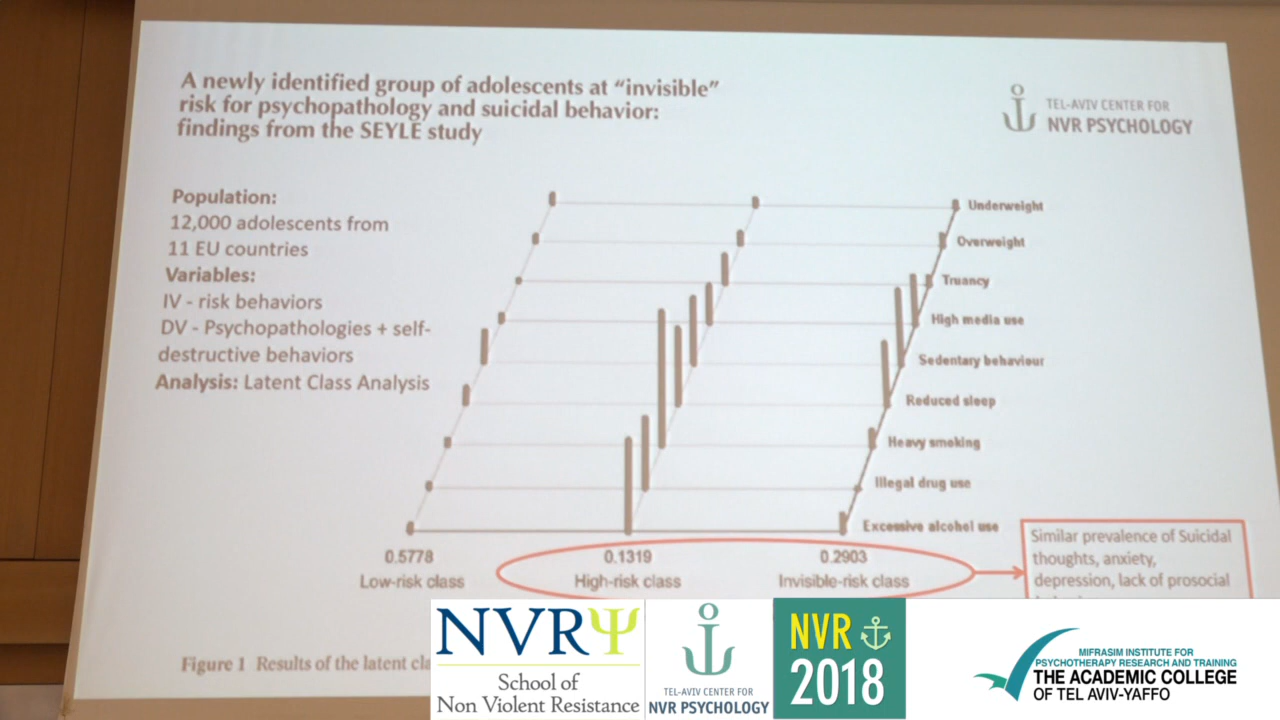 A newly identified group of adolescents at “invisible”
risk for psychopathology and suicidal behavior:
findings from the SEYLE study
TEL-AVIV CENTER FOR
NVR PSYCHOLOGY
Population:
12,000 adolescents from
11 EU countries
Variables:
IV - risk behaviors
DV - Psychopathologies + self-
destructive behaviors
Analysis: Latent Class Analysis
Underweight
Overweight
Truancy
High media use
Sedentary behaviour
Reduced sleep
Heavy smoking
Illegal drug use
Excessive alcohol use
0.5778
Low-risk class
0.1319
High-risk class
0.2903
Invisible-risk class
Similar prevalence of Suicidal
thoughts, anxiety,
depression, lack of prosocial
Figure 1 Results of the latent
NVRΨ
School of
Non Violent Resistance
TEL-AVIV CENTER FOR
NVR PSYCHOLOGY
NVR
2018
MIFRASIM INSTITUTE FOR
PSYCHOTHERAPY RESEARCH AND TRAINING
THE ACADEMIC COLLEGE
OF TEL AVIV-YAFFO